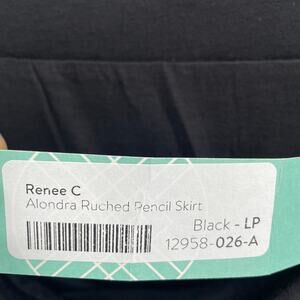 Renee C
Alondra Ruched Pencil Skirt
Black - LP
12958-026-A